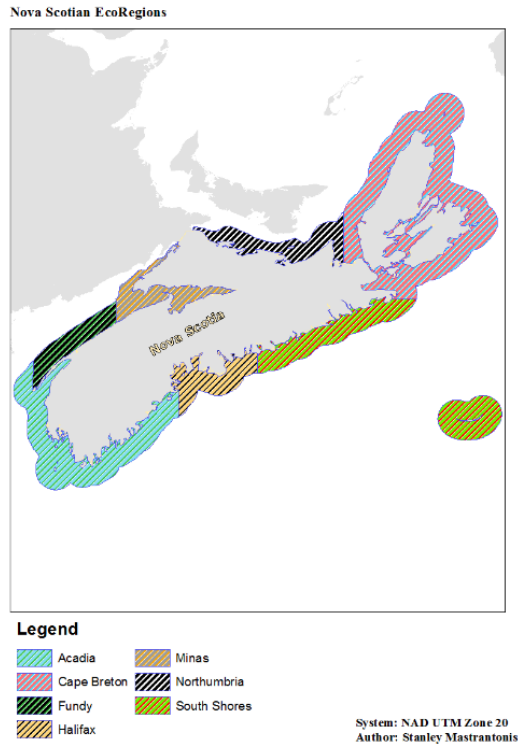 Nova Scotian EcoRegions
Nova Scotia
Legend
Acadia
Cape Breton
Fundy
Halifax
Minas
Northumbria
South Shores
System: NAD UTM Zone 20
Author: Stanley Mastrantonis